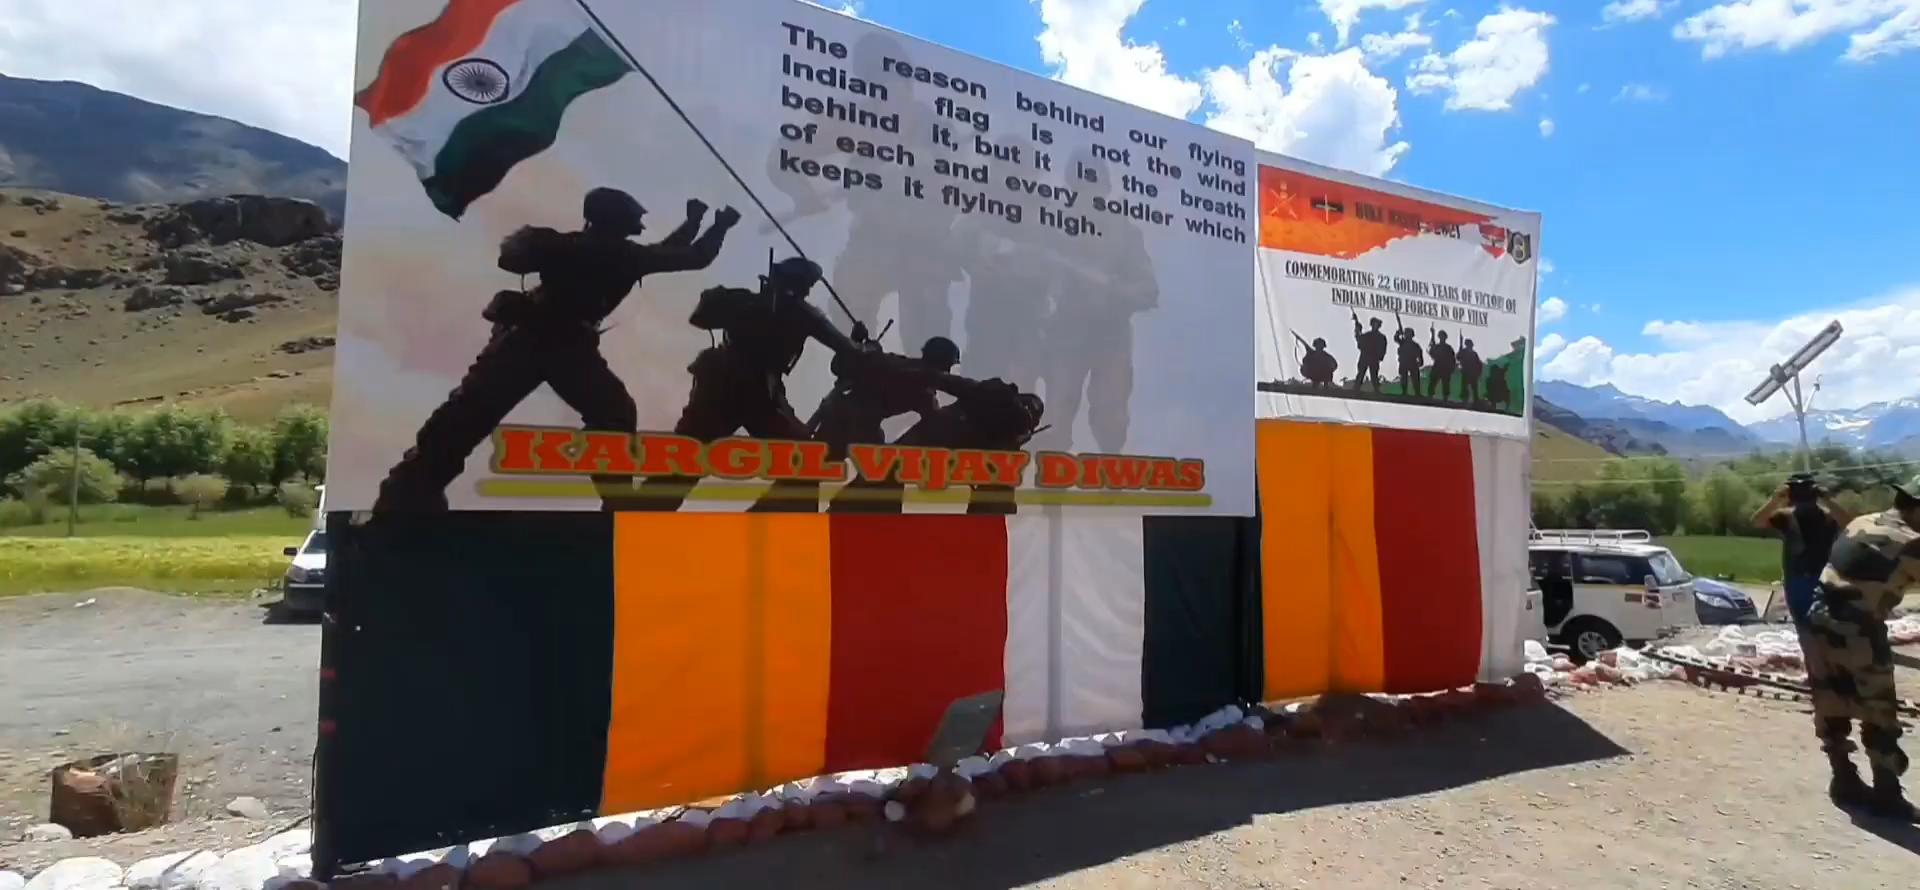 The reason behind our flying
Indian flag is not the wind
behind it, but it is the breath
of each and every soldier which
keeps it flying high.
KARGIL VIJAY DIWAS
COMMEMORATING 22 GOLDEN YEARS OF VICTORY OF
INDIAN ARMED FORCES IN OP VIJAY